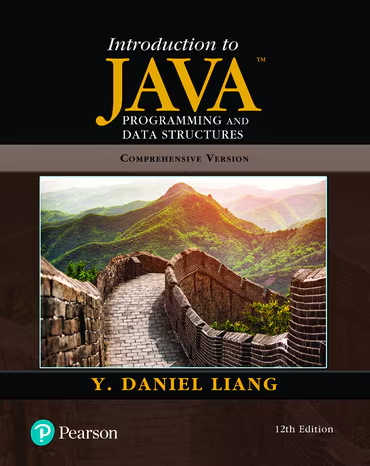 Introduction to
JAVA™
PROGRAMMING AND
DATA STRUCTURES
COMPREHENSIVE VERSION
Y. DANIEL LIANG
P Pearson
12th Edition